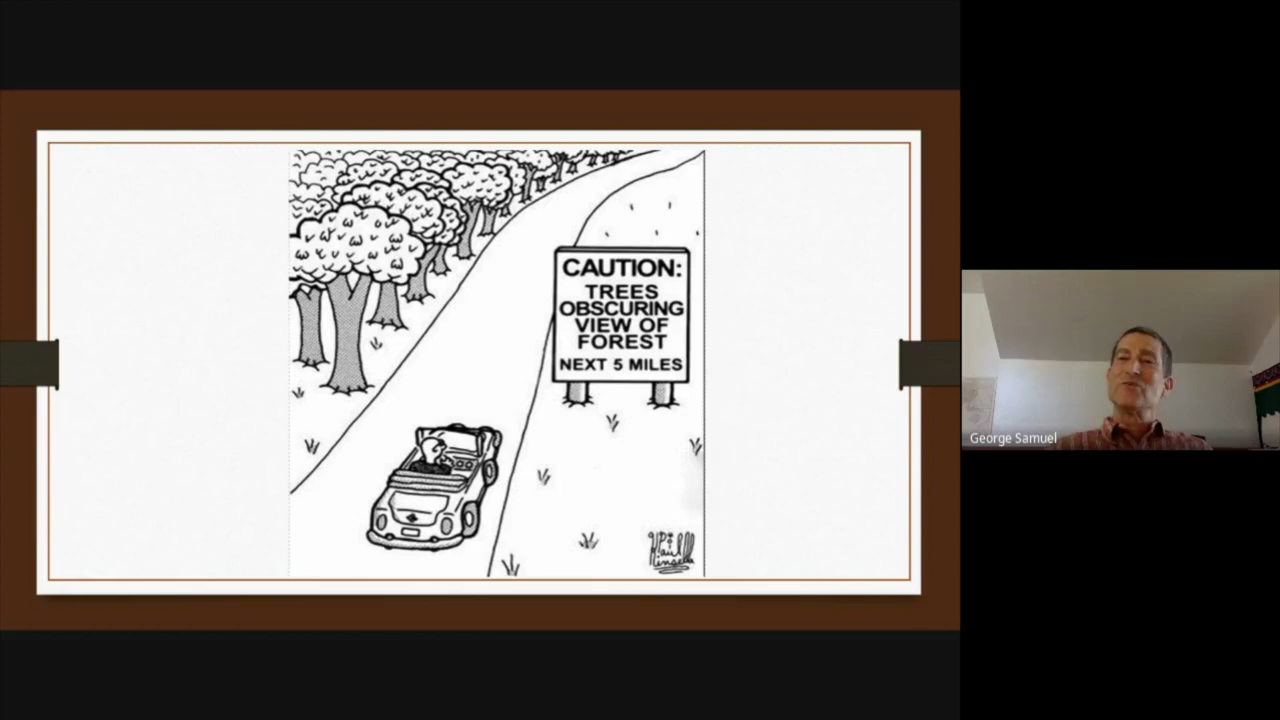 CAUTION:
TREES
OBSCURING
VIEW OF
FOREST
NEXT 5 MILES
George Samuel